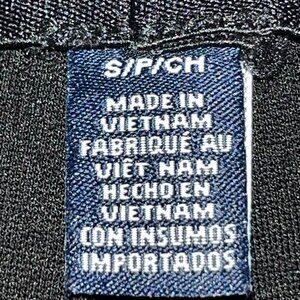 S/P/CH
MADE IN
VIETNAM
FABRIQUÉ AU
VIÊT NAM
HECHO EN
VIETNAM
CON INSUMOS
IMPORTADOS